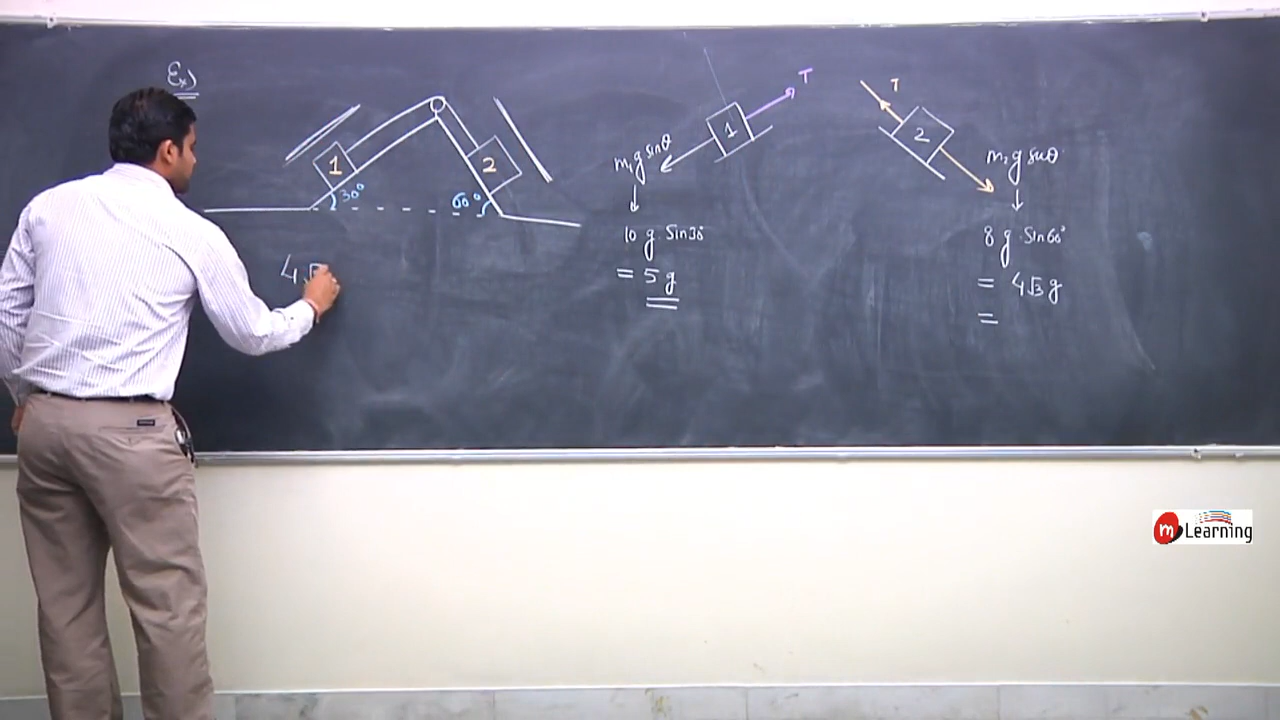 Ex)
1
2
30°
60°
4√3
T
1
m₁g sinθ
↓
10 g sin30°
= 5g
T
2
m₂g sinθ
↓
8 g · sin60°
= 4√3 g
=
m Learning